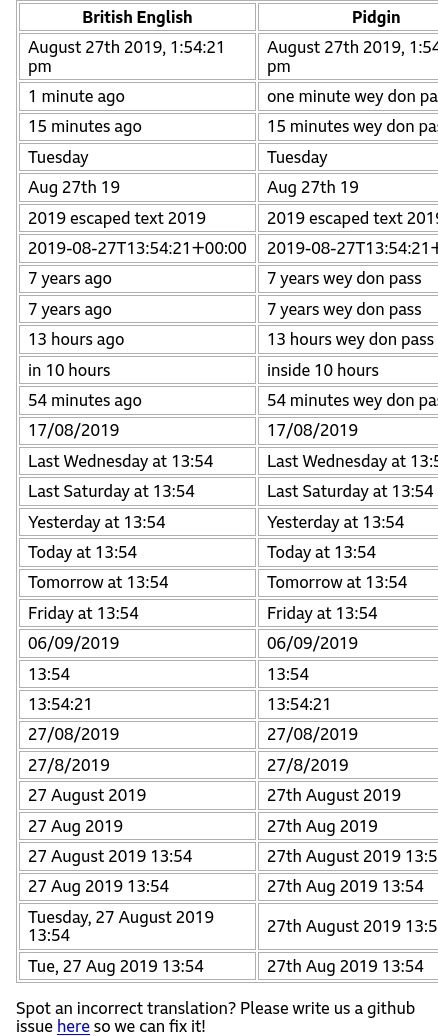 British English Pidgin
August 27th 2019, 1:54:21 August 27th 2019, 1:54
pm pm
1 minute ago one minute wey don pa
15 minutes ago 15 minutes wey don pas
Tuesday Tuesday
Aug 27th 19 Aug 27th 19
2019 escaped text 2019 2019 escaped text 2019
2019-08-27T13:54:21+00:00 2019-08-27T13:54:21+
7 years ago 7 years wey don pass
7 years ago 7 years wey don pass
13 hours ago 13 hours wey don pass
in 10 hours inside 10 hours
54 minutes ago 54 minutes wey don pas
17/08/2019 17/08/2019
Last Wednesday at 13:54 Last Wednesday at 13:5
Last Saturday at 13:54 Last Saturday at 13:54
Yesterday at 13:54 Yesterday at 13:54
Today at 13:54 Today at 13:54
Tomorrow at 13:54 Tomorrow at 13:54
Friday at 13:54 Friday at 13:54
06/09/2019 06/09/2019
13:54 13:54
13:54:21 13:54:21
27/08/2019 27/08/2019
27/8/2019 27/8/2019
27 August 2019 27th August 2019
27 Aug 2019 27th Aug 2019
27 August 2019 13:54 27th August 2019 13:5
27 Aug 2019 13:54 27th Aug 2019 13:54
Tuesday, 27 August 2019
13:54 27th August 2019 13:5
Tue, 27 Aug 2019 13:54 27th Aug 2019 13:54
Spot an incorrect translation? Please write us a github
issue here so we can fix it!